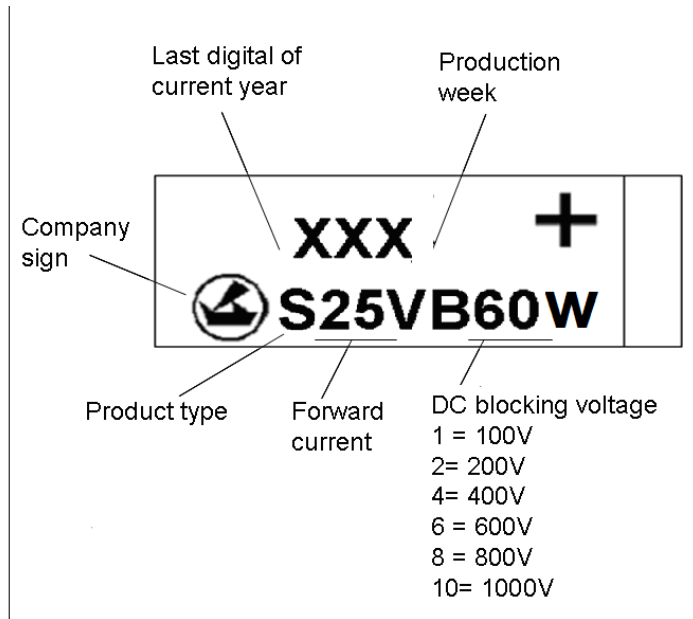 Last digital of
current year
Production
week
XXX
+
Company
sign
S25VB60W
Product type
Forward
current
DC blocking voltage
1 = 100V
2= 200V
4= 400V
6 = 600V
8 = 800V
10= 1000V